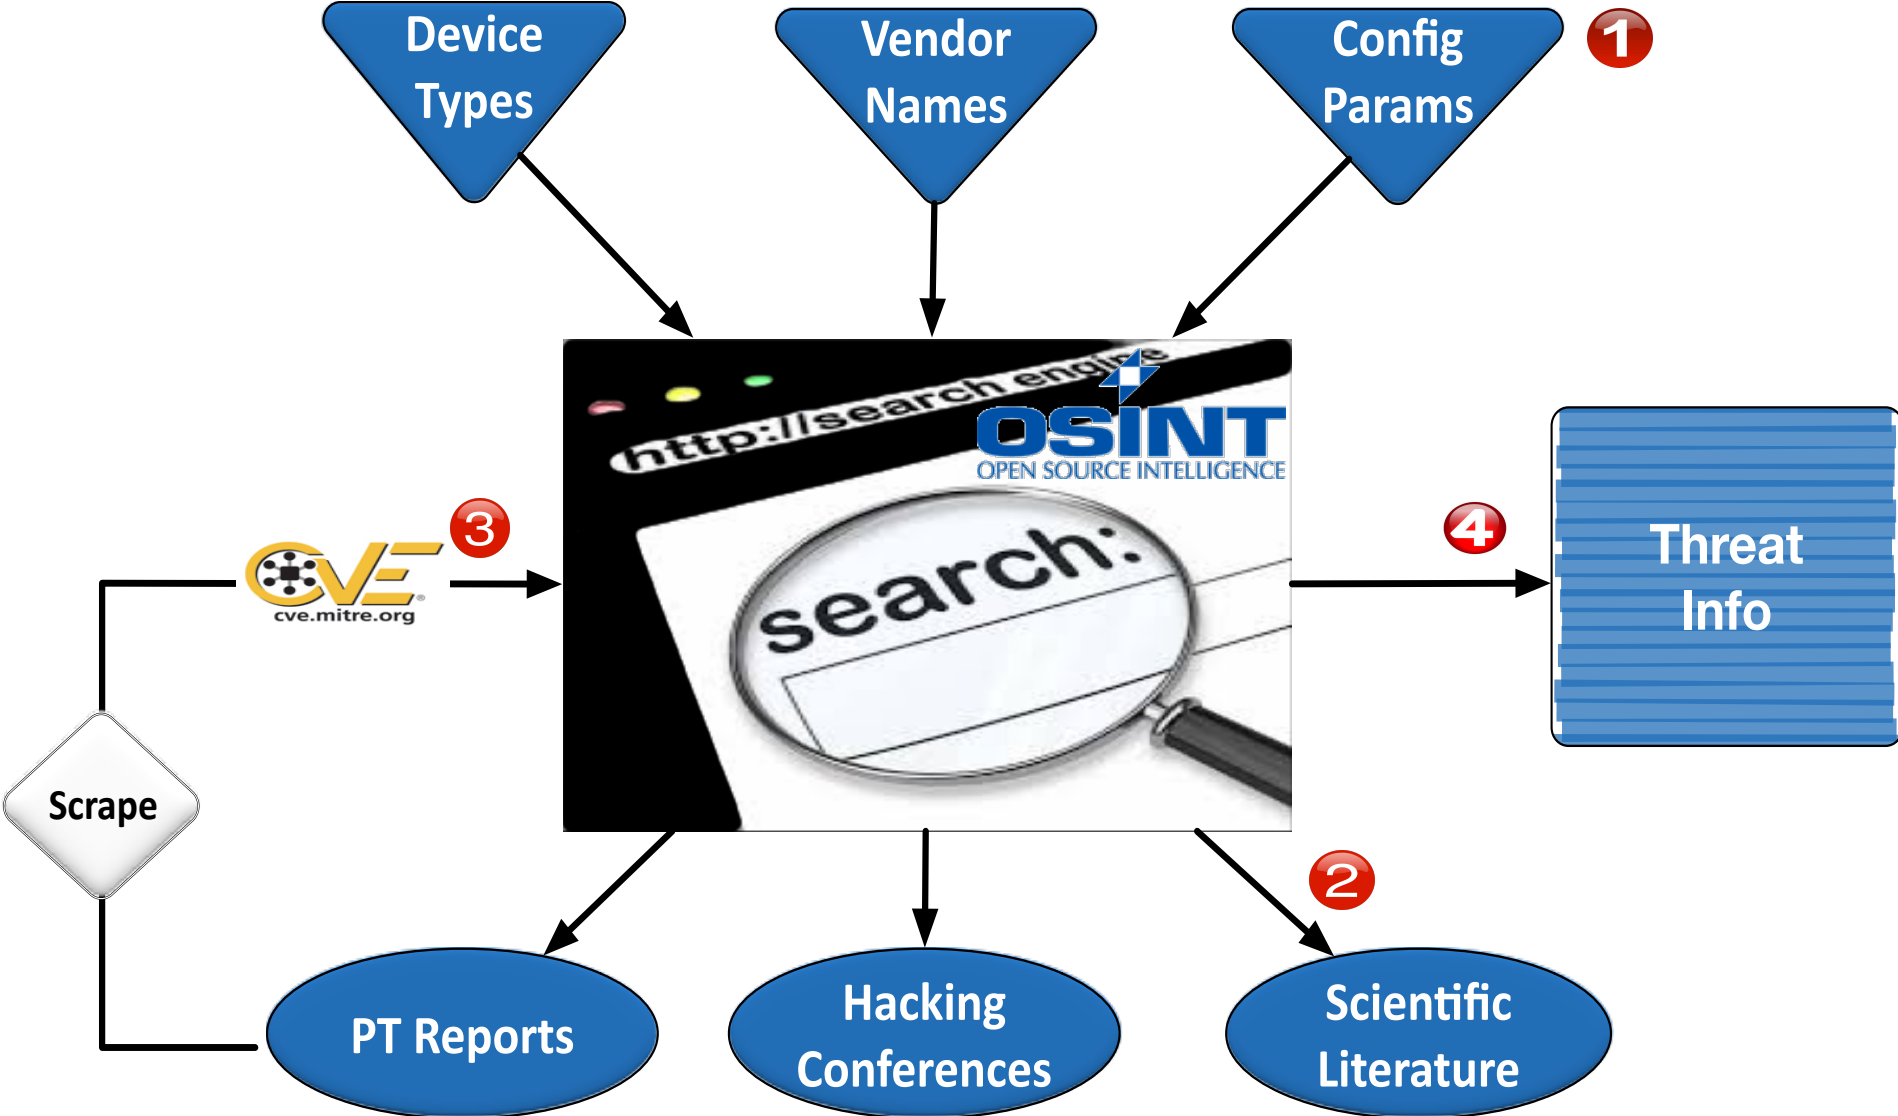 Device
Types
Vendor
Names
Config
Params
1
http://search engine
OSINT
OPEN SOURCE INTELLIGENCE
search:
3
CVE®
cve.mitre.org
4
Threat
Info
Scrape
2
PT Reports
Hacking
Conferences
Scientific
Literature